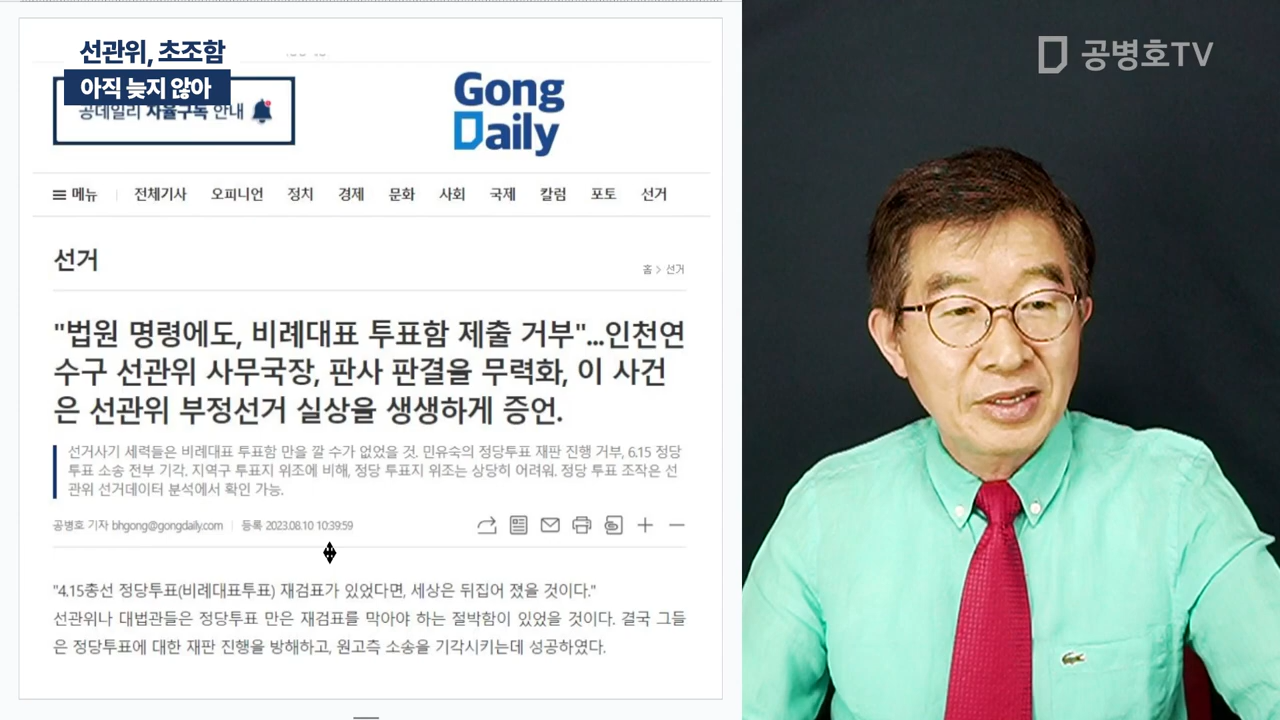 선관위, 초조함
아직 늦지 않아
공병호TV
공데일리 자율구독 안내
Gong
Daily
메뉴
전체기사
오피니언
정치
경제
문화
사회
국제
칼럼
포토
선거
선거
홈 > 선거
"법원 명령에도, 비례대표 투표함 제출 거부"...인천연
수구 선관위 사무국장, 판사 판결을 무력화, 이 사건
은 선관위 부정선거 실상을 생생하게 증언.
선거사기 세력들은 비례대표 투표함 만을 깔 수가 없었을 것. 민유숙의 정당투표 재판 진행 거부, 6.15 정당
투표 소송 전부 기각. 지역구 투표지 위조에 비해, 정당 투표지 위조는 상당히 어려워. 정당 투표 조작은 선
관위 선거데이터 분석에서 확인 가능.
공병호 기자 bhgong@gongdaily.com
등록 2023.08.10 10:39:59
"4.15총선 정당투표(비례대표투표) 재검표가 있었다면, 세상은 뒤집어 졌을 것이다."
선관위나 대법관들은 정당투표 만은 재검표를 막아야 하는 절박함이 있었을 것이다. 결국 그들
은 정당투표에 대한 재판 진행을 방해하고, 원고측 소송을 기각시키는데 성공하였다.